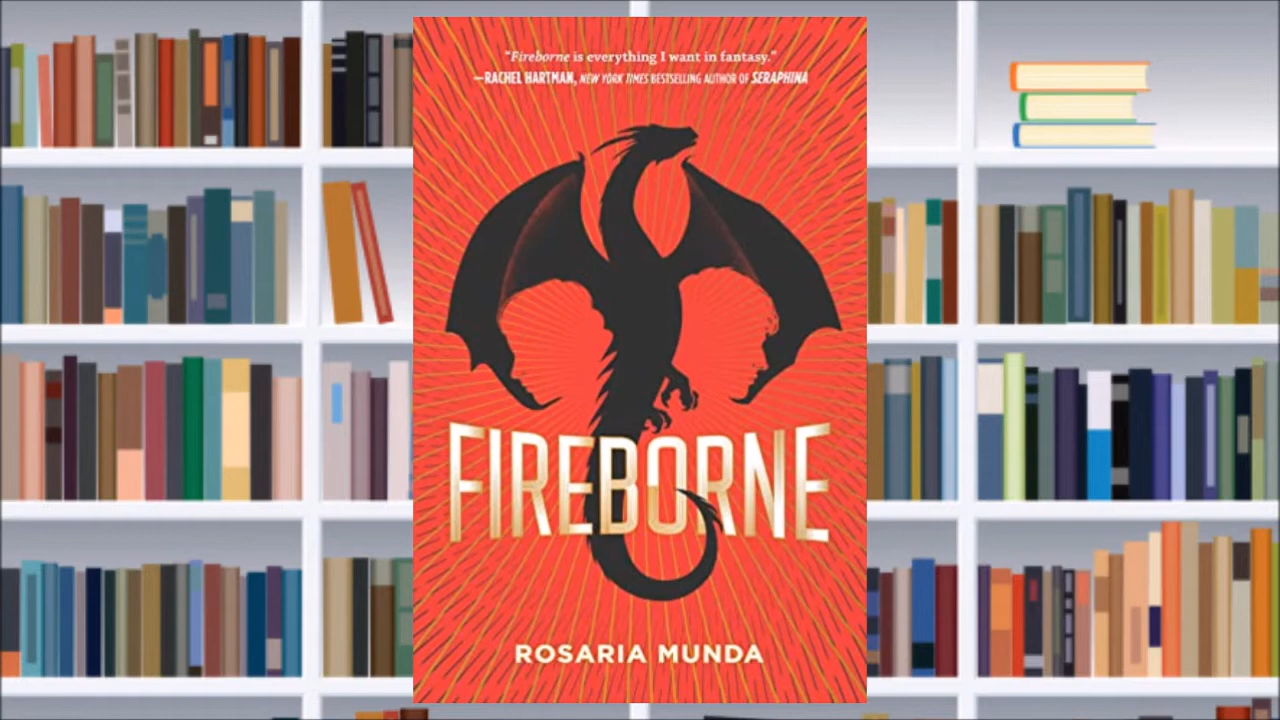 "Fireborne is everything I want in fantasy."
—RACHEL HARTMAN, NEW YORK TIMES BESTSELLING AUTHOR OF SERAPHINA
FIREBORNE
ROSARIA MUNDA